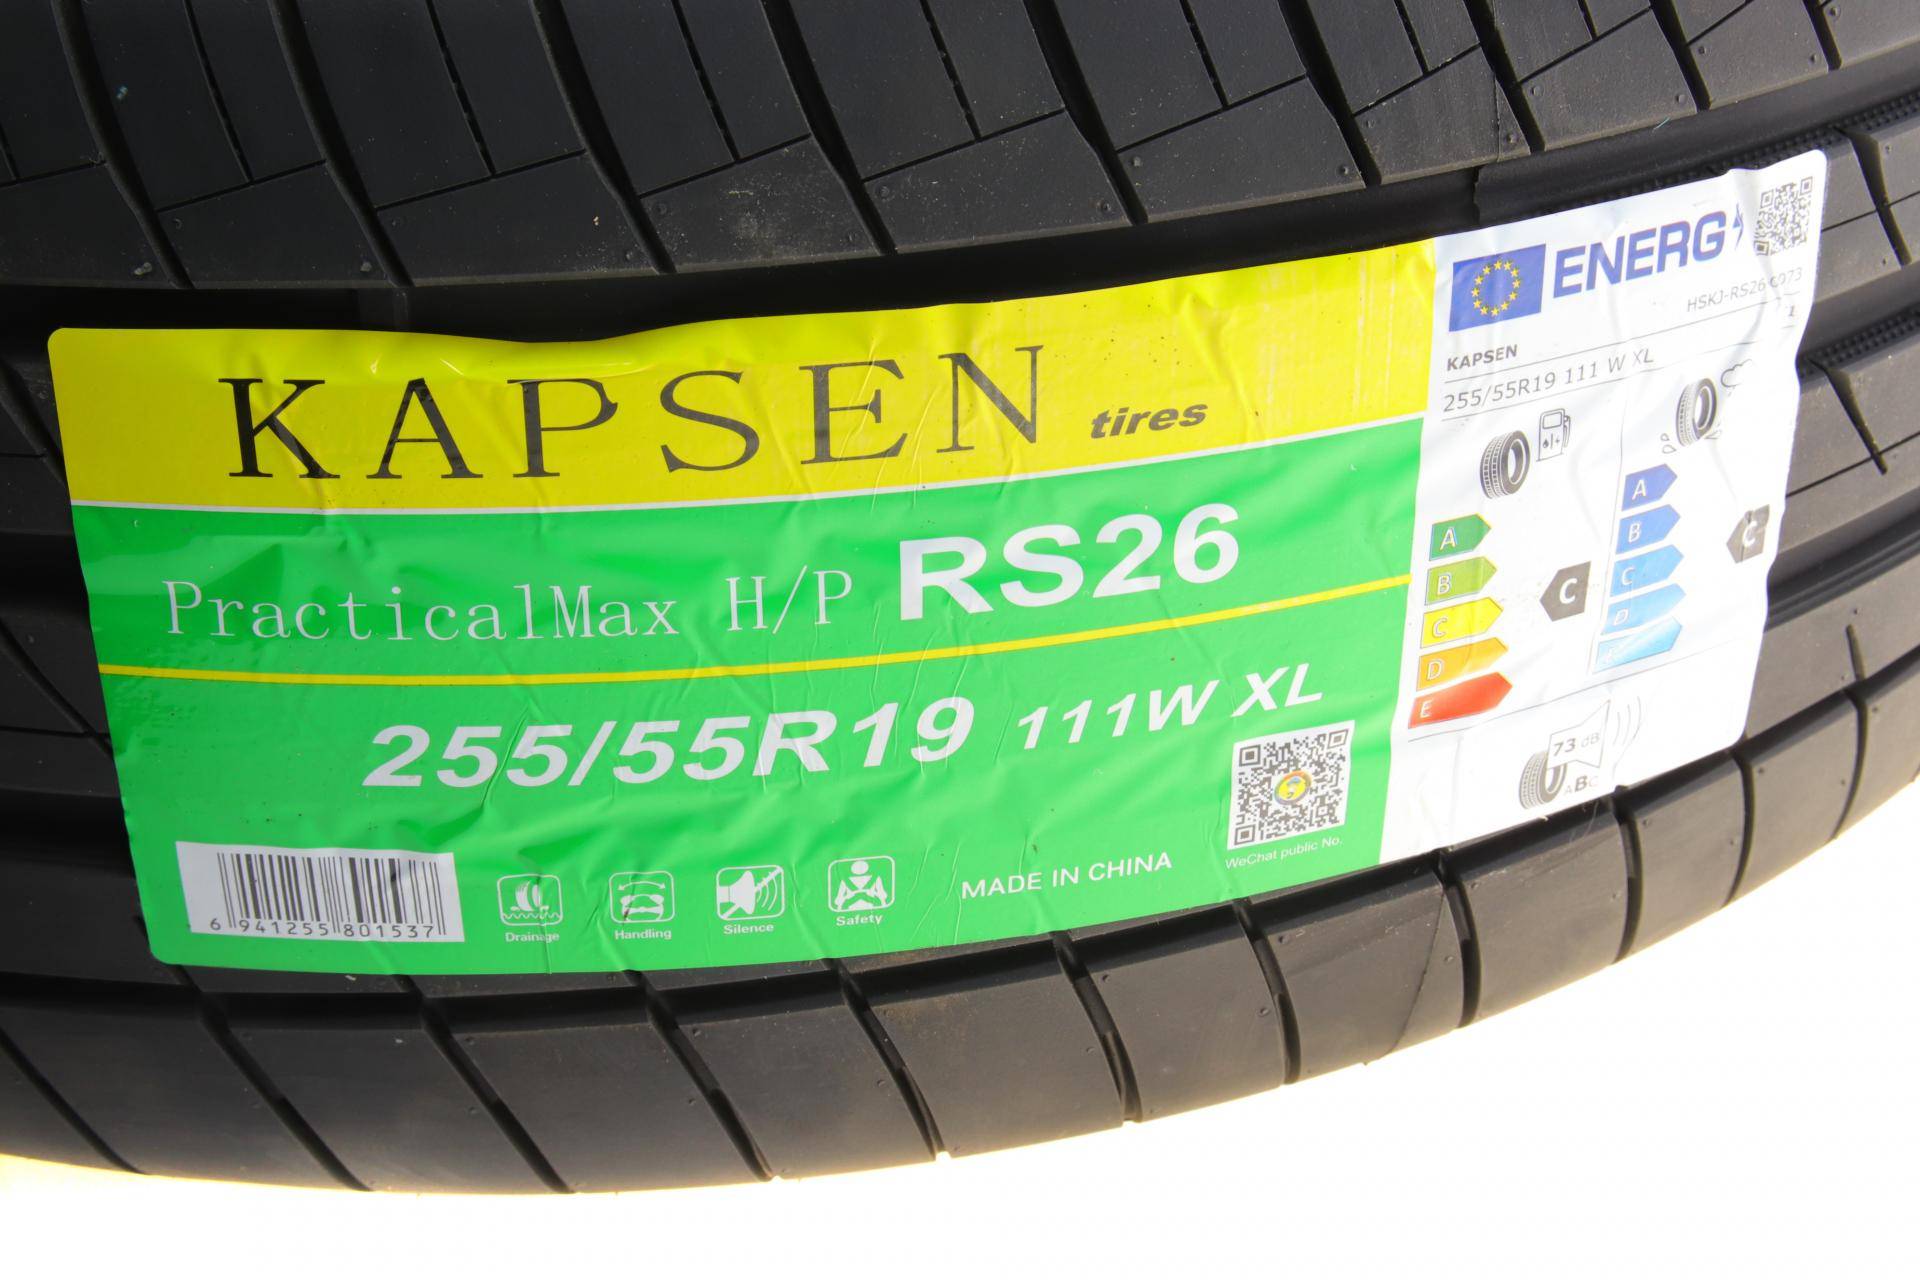 KAPSEN tires
PracticalMax H/P RS26
255/55R19 111W XL
6 941255 801537
Drainage
Handling
Silence
Safety
MADE IN CHINA
WeChat public No.
ENERG
KAPSEN
255/55R19 111 W XL
A
B
C
D
E
C
A
B
C
D
C
73 dB
ABC